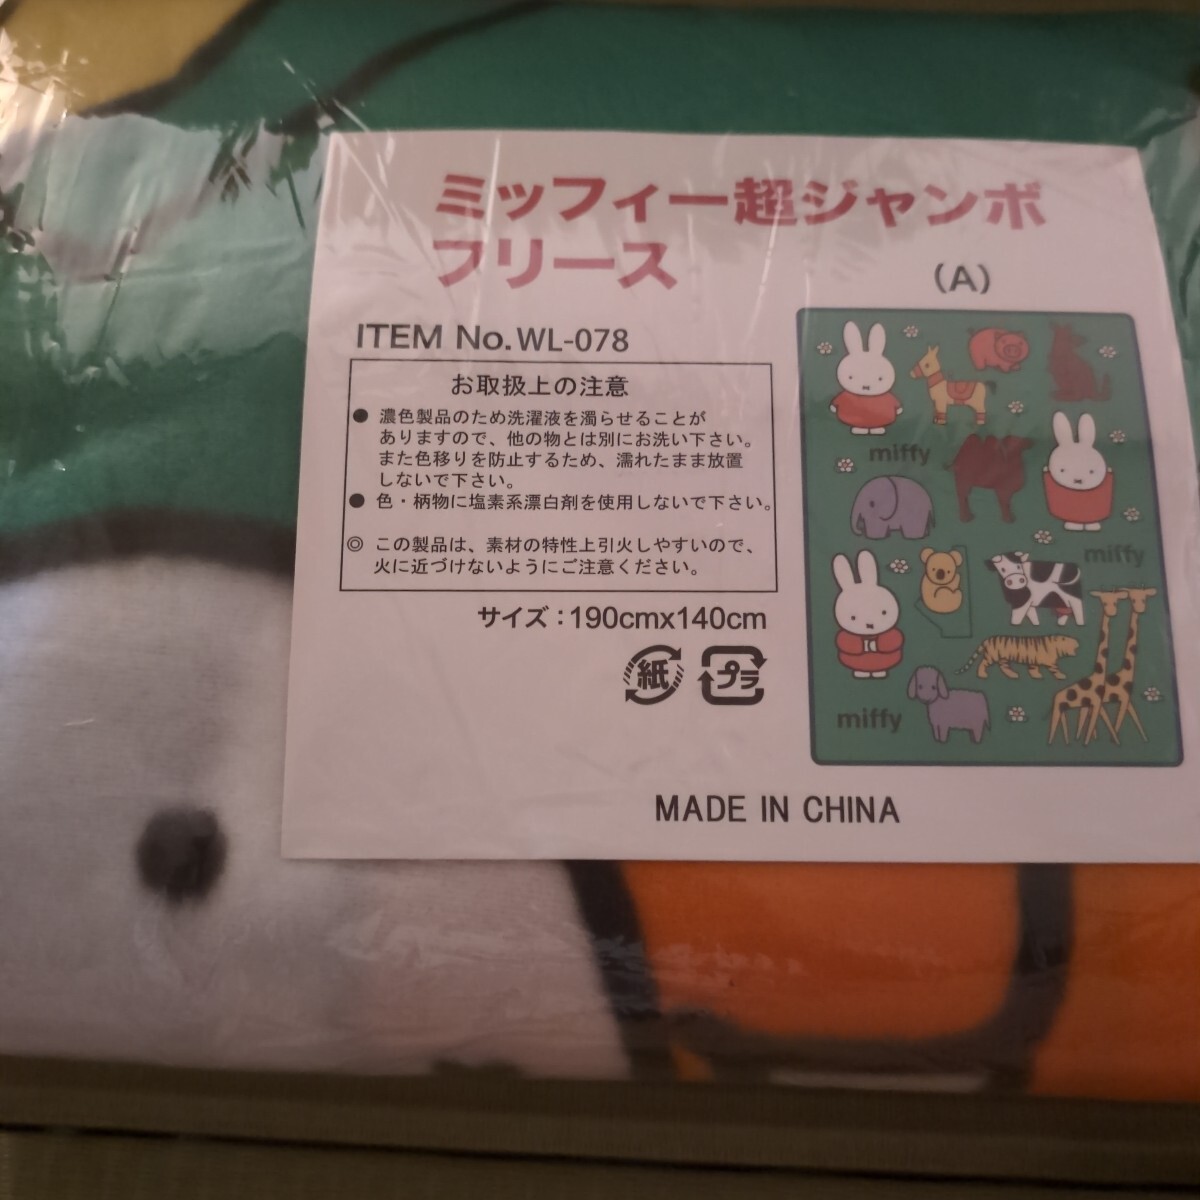 ミッフィー超ジャンボ
フリース
(A)
ITEM No.WL-078
お取扱上の注意
● 濃色製品のため洗濯液を濁らせることが
ありますので、他の物とは別にお洗い下さい。
また色移りを防止するため、濡れたまま放置
しないで下さい。
● 色・柄物に塩素系漂白剤を使用しないで下さい。
◎ この製品は、素材の特性上引火しやすいので、
火に近づけないようにご注意ください。
サイズ:190cmx140cm
紙 プラ
miffy
miffy
miffy
MADE IN CHINA